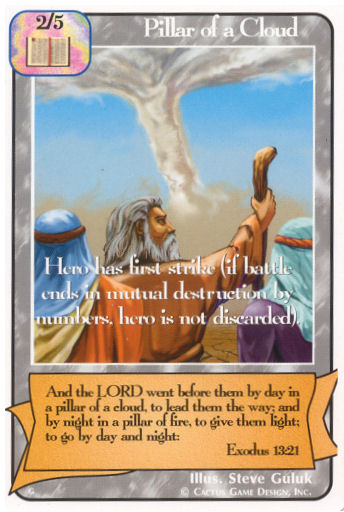 2/5
Pillar of a Cloud
Hero has first strike (if battle
ends in mutual destruction by
numbers, hero is not discarded).
And the LORD went before them by day in
a pillar of a cloud, to lead them the way; and
by night in a pillar of fire, to give them light;
to go by day and night:
Exodus 13:21
Illus. Steve Guluk
G
© Cactus Game Design, Inc.